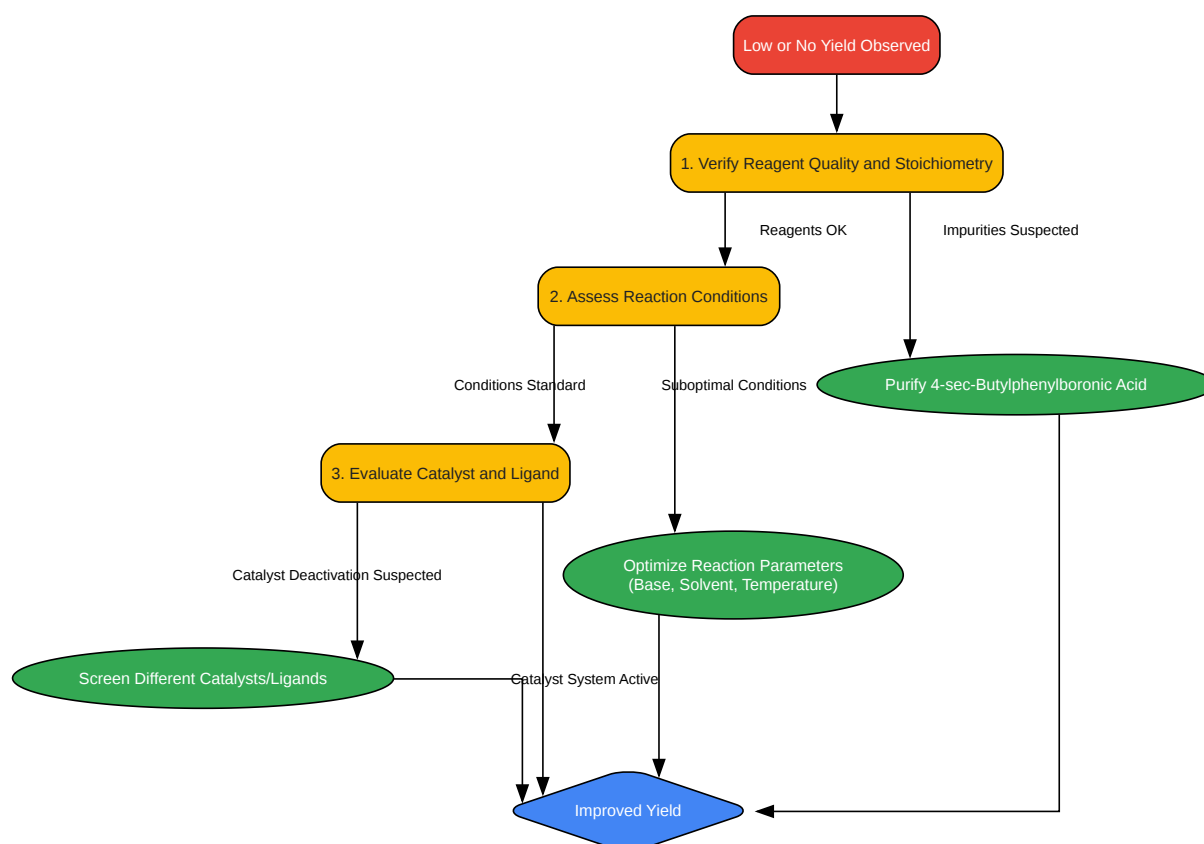 Low or No Yield Observed
1. Verify Reagent Quality and Stoichiometry
Reagents OK
Impurities Suspected
2. Assess Reaction Conditions
Conditions Standard
Suboptimal Conditions
Purify 4-sec-Butylphenylboronic Acid
3. Evaluate Catalyst and Ligand
Catalyst Deactivation Suspected
Optimize Reaction Parameters
(Base, Solvent, Temperature)
Screen Different Catalysts/Ligands
Catalyst System Active
Improved Yield